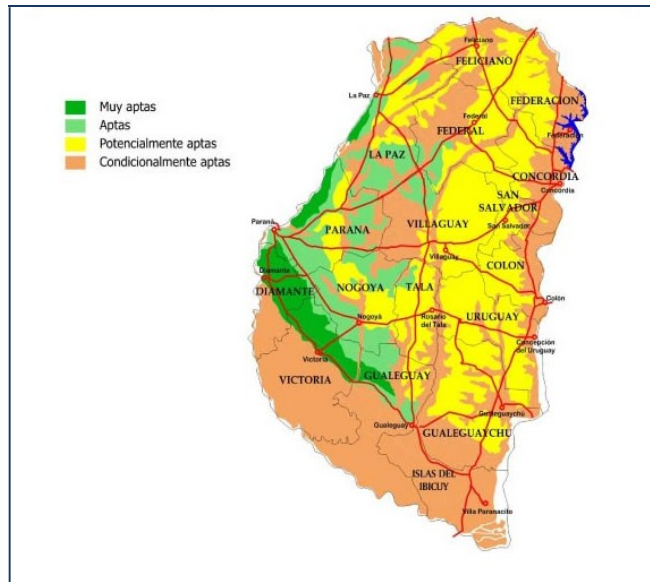 Muy aptas
Aptas
Potencialmente aptas
Condicionalmente aptas
Feliciano
FELICIANO
La Paz
FEDERACION
Federal
FEDERAL
Federación
LA PAZ
CONCORDIA
Concordia
SAN
SALVADOR
San Salvador
Paraná
PARANA
VILLAGUAY
Villaguay
COLON
Diamante
DIAMANTE
NOGOYA
TALA
Colón
Nogoyá
Rosario
del Tala
URUGUAY
Concepción
del Uruguay
Victoria
VICTORIA
GUALEGUAY
Gualeguay
Gualeguaychú
GUALEGUAYCHU
ISLAS DEL
IBICUY
Villa Paranacito